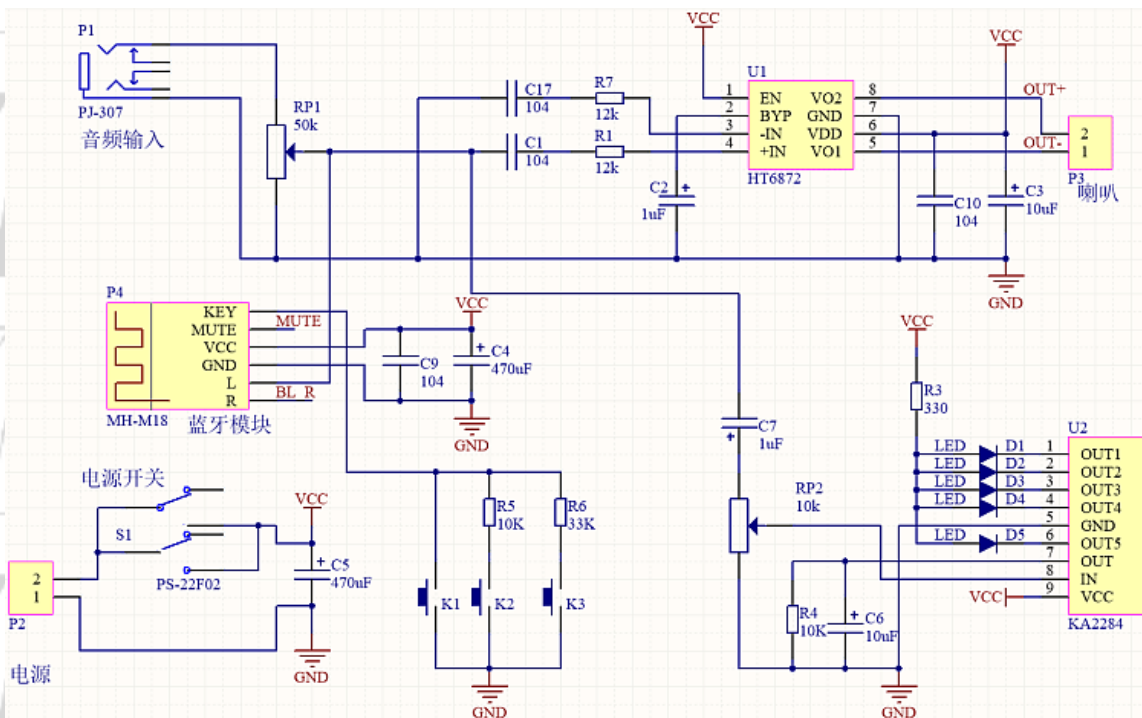 P1
PJ-307
音频输入
RP1
50k
C17
104
R7
12k
C1
104
R1
12k
VCC
U1
1 EN VO2 8
2 BYP GND 7
3 -IN VDD 6
4 +IN VO1 5
HT6872
C2
1uF
VCC
OUT+
OUT-
2
1
P3
喇叭
C10
104
C3
10uF
GND
P4
KEY
MUTE
VCC
GND
L
R
MUTE
BL_R
MH-M18
蓝牙模块
VCC
C9
104
C4
470uF
GND
电源开关
S1
PS-22F02
VCC
C5
470uF
2
1
P2
电源
GND
R5
10K
R6
33K
K1
K2
K3
GND
C7
1uF
RP2
10k
R4
10K
C6
10uF
GND
VCC
R3
330
LED D1
LED D2
LED D3
LED D4
LED D5
U2
1 OUT1
2 OUT2
3 OUT3
4 OUT4
5 GND
6 OUT5
7 OUT
8 IN
VCC 9 VCC
KA2284